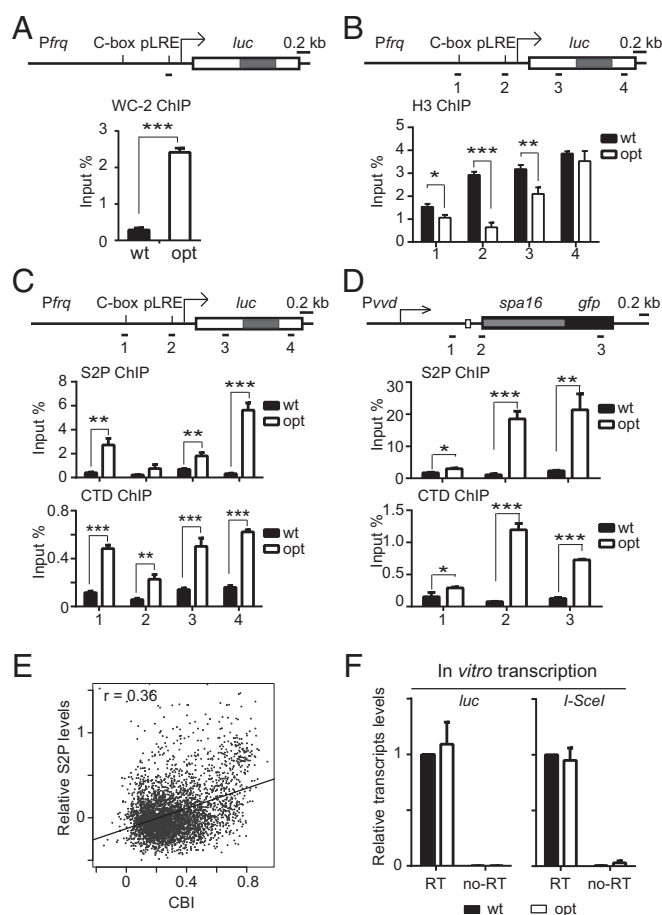 A
Pfrq C-box pLRE luc 0.2 kb
WC-2 ChIP
***
Input %
3
2
1
0
wt opt
B
Pfrq C-box pLRE luc 0.2 kb
1 2 3 4
H3 ChIP
Input %
5
4
3
2
1
0
* *** **
wt
opt
1 2 3 4
C
Pfrq C-box pLRE luc 0.2 kb
1 2 3 4
S2P ChIP
Input %
8
6
4
2
0
** ** ***
wt
opt
CTD ChIP
Input %
0.8
0.4
0
*** ** *** ***
wt
opt
1 2 3 4
D
Pvvd spa16 gfp 0.2 kb
1 2 3
S2P ChIP
Input %
30
20
10
0
* *** **
wt
opt
CTD ChIP
Input %
1.5
1.0
0.5
0
* *** ***
wt
opt
1 2 3
E
r = 0.36
Relative S2P levels
1
0
0 0.4 0.8
CBI
F
In vitro transcription
luc I-SceI
Relative transcripts levels
1
0
RT no-RT RT no-RT
wt opt